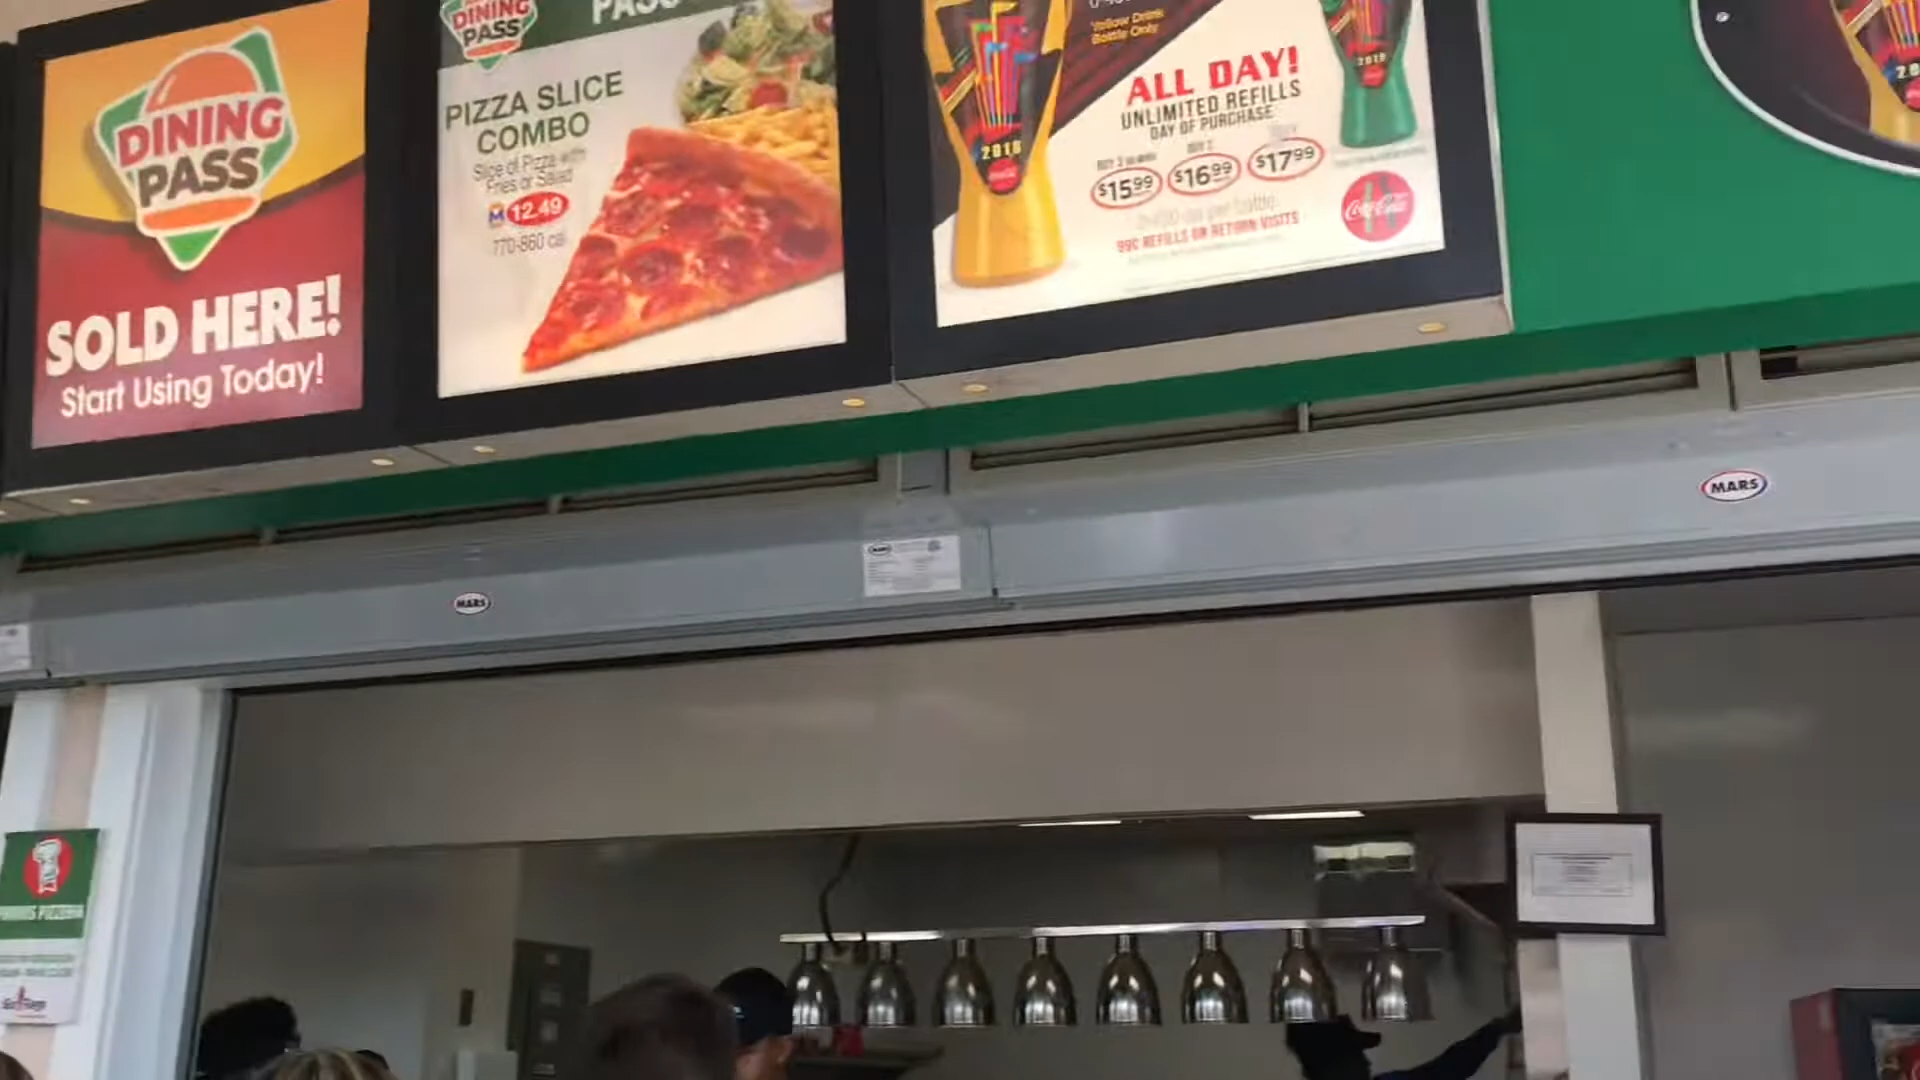 DINING
PASS
SOLD HERE!
Start Using Today!
DINING
PASS
PIZZA SLICE
COMBO
Slice of Pizza with
Fries or Salad
12.49
770-860 cal
Yellow Drink
Bottle Only
2018
ALL DAY!
UNLIMITED REFILLS
DAY OF PURCHASE
$15.99
$16.99
$17.99
99¢ REFILLS ON RETURN VISITS
2018
Coca-Cola
MARS
MARS
MARS